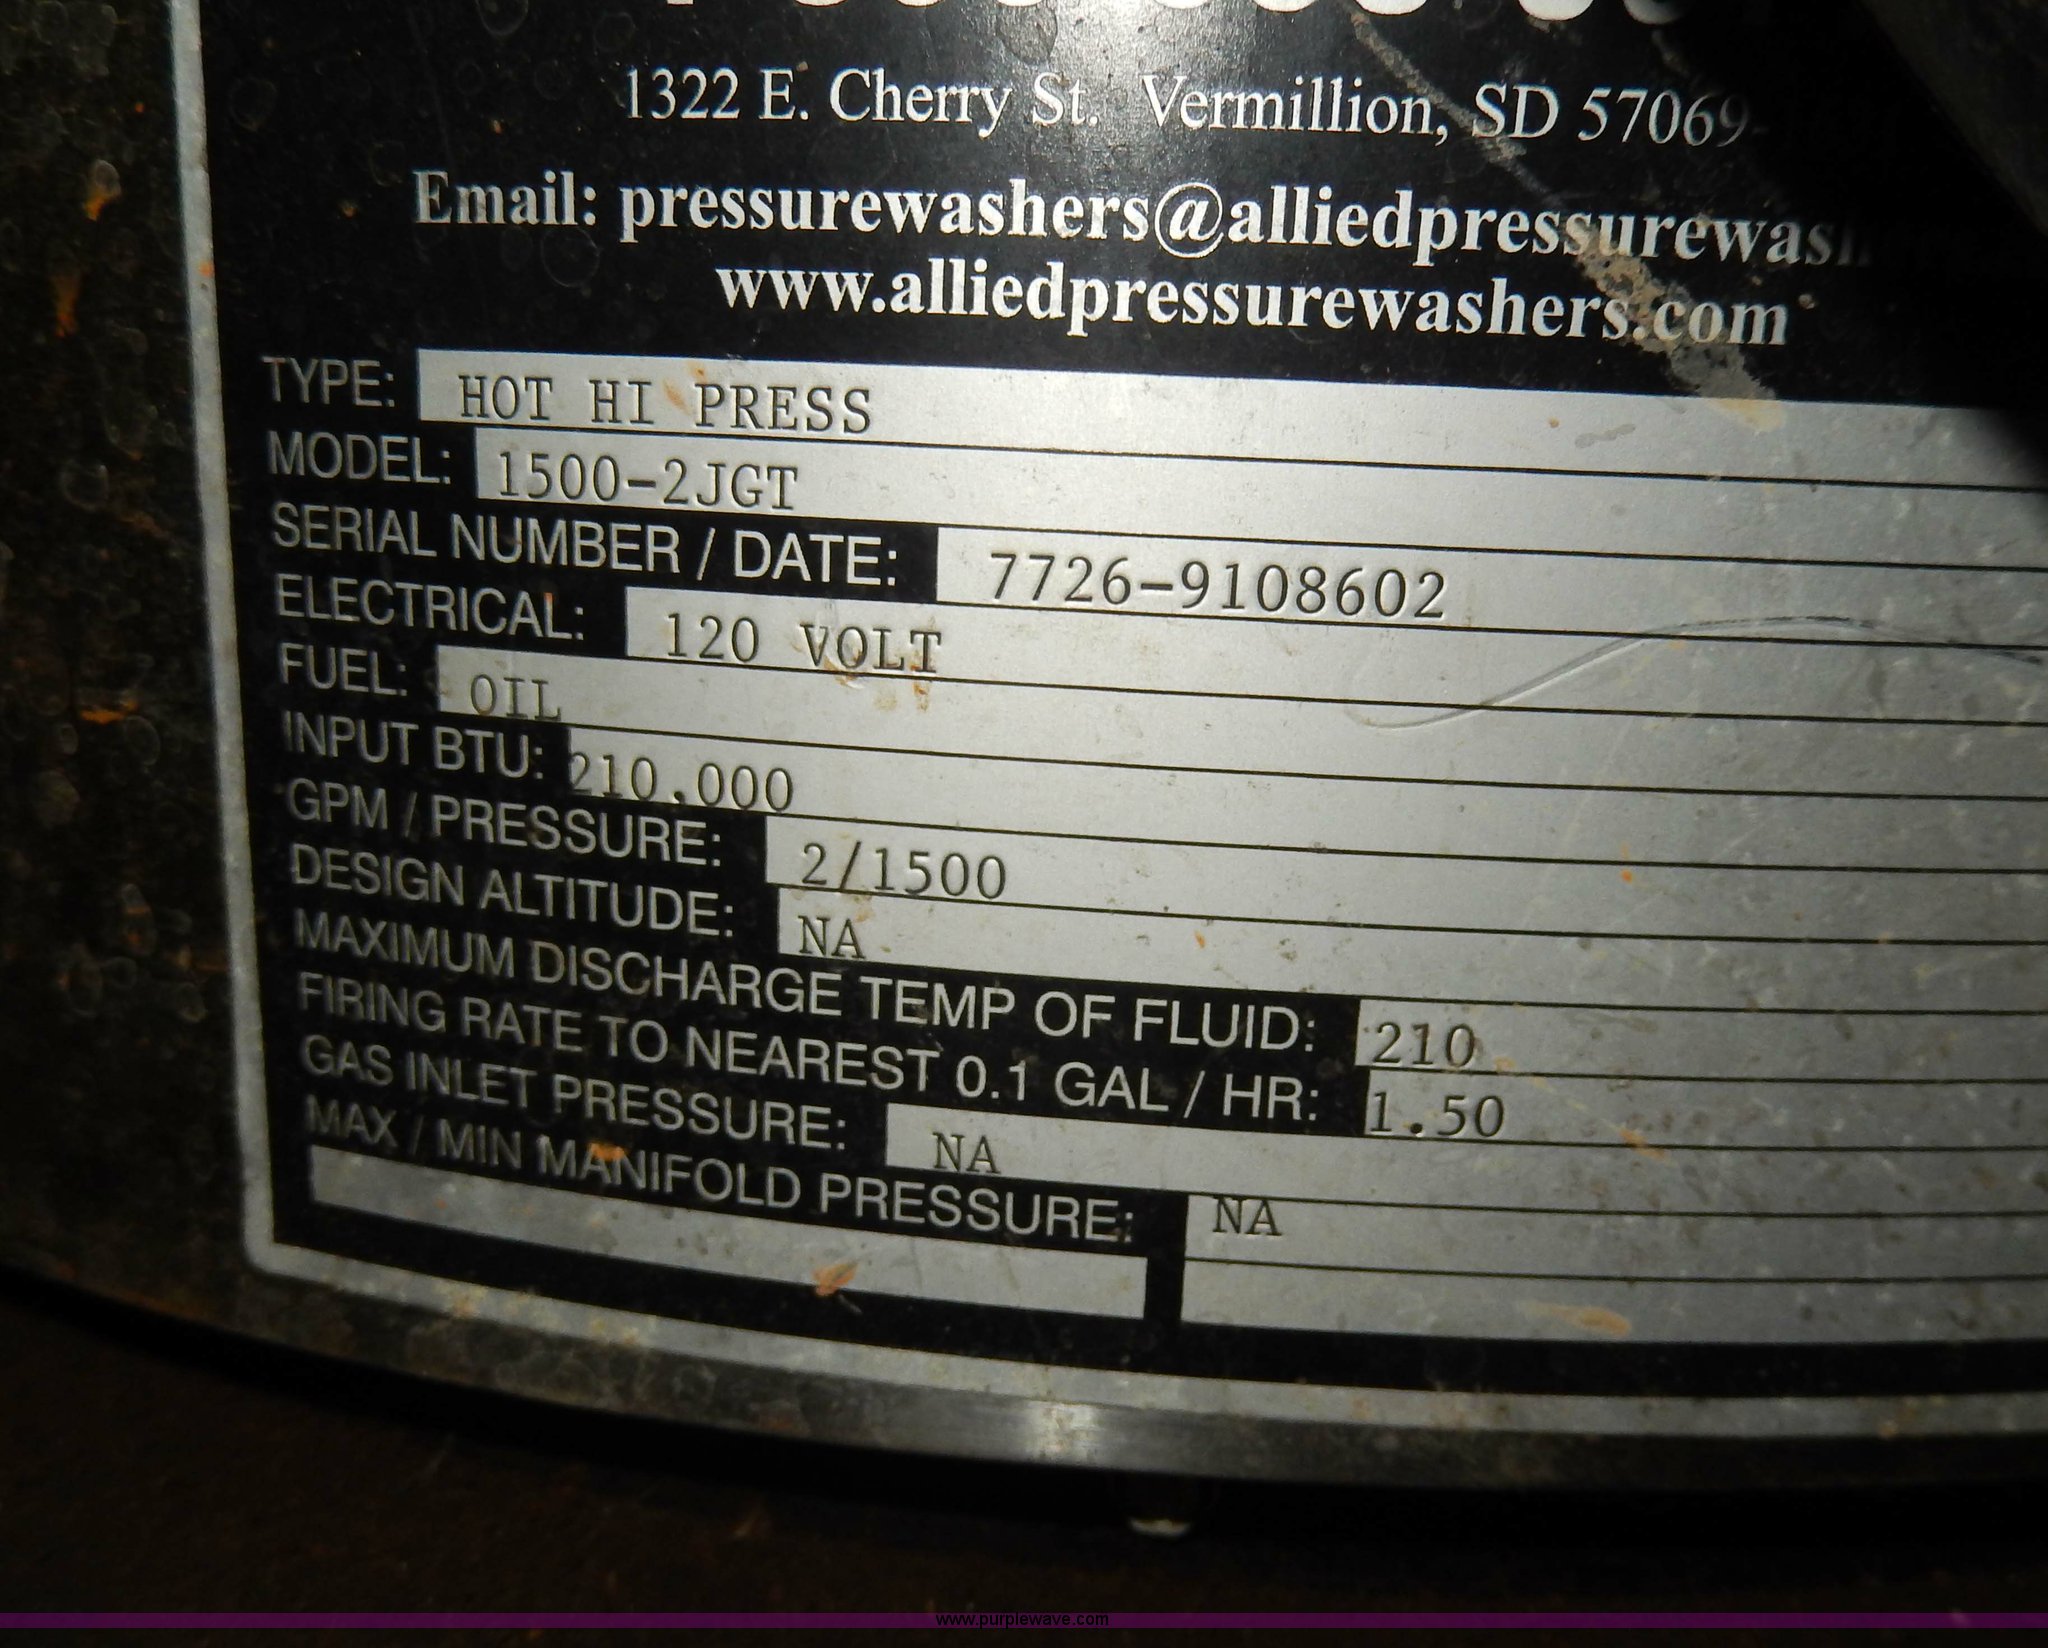 1322 E. Cherry St. Vermillion, SD 57069
Email: pressurewashers@alliedpressurewash
www.alliedpressurewashers.com
TYPE: HOT HI PRESS
MODEL: 1500-2JGT
SERIAL NUMBER / DATE: 7726-9108602
ELECTRICAL: 120 VOLT
FUEL: OIL
INPUT BTU: 210.000
GPM / PRESSURE: 2/1500
DESIGN ALTITUDE: NA
MAXIMUM DISCHARGE TEMP OF FLUID: 210
FIRING RATE TO NEAREST 0.1 GAL / HR: 1.50
GAS INLET PRESSURE: NA
MAX / MIN MANIFOLD PRESSURE: NA
www.purplewave.com